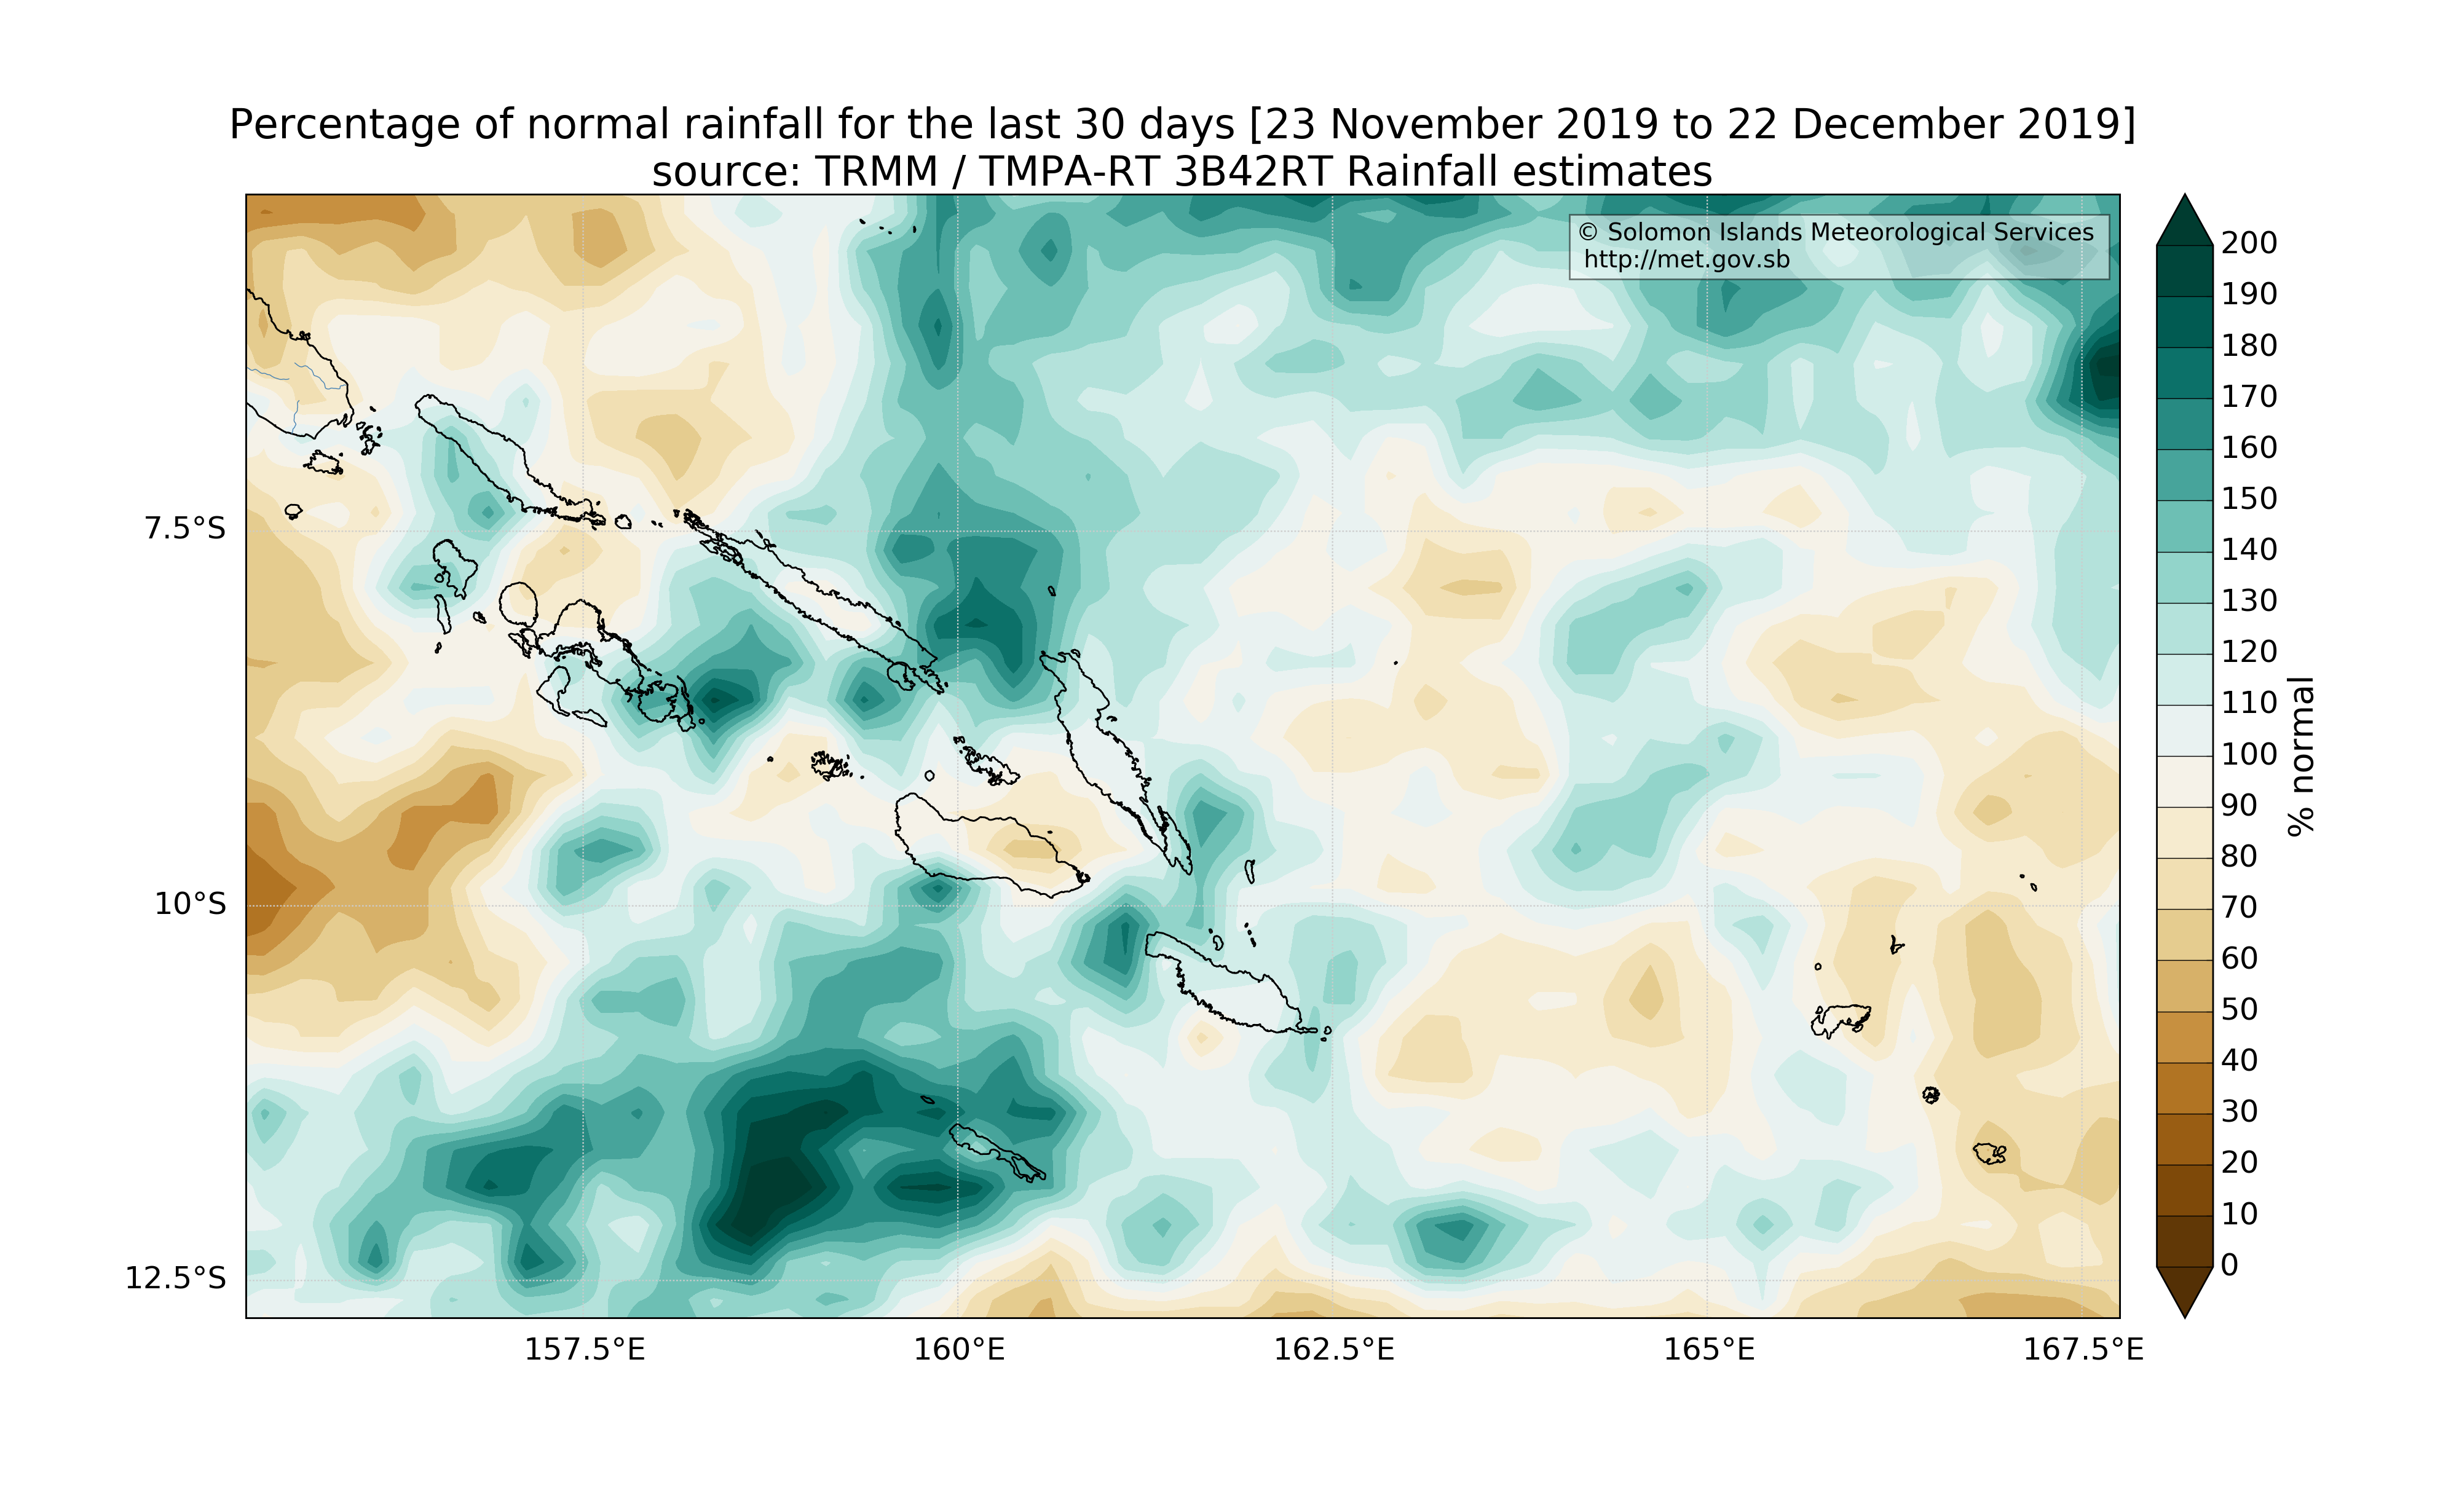 Percentage of normal rainfall for the last 30 days [23 November 2019 to 22 December 2019]
source: TRMM / TMPA-RT 3B42RT Rainfall estimates
© Solomon Islands Meteorological Services
http://met.gov.sb
7.5°S
10°S
12.5°S
157.5°E
160°E
162.5°E
165°E
167.5°E
200
190
180
170
160
150
140
130
120
110
100
90
80
70
60
50
40
30
20
10
0
% normal